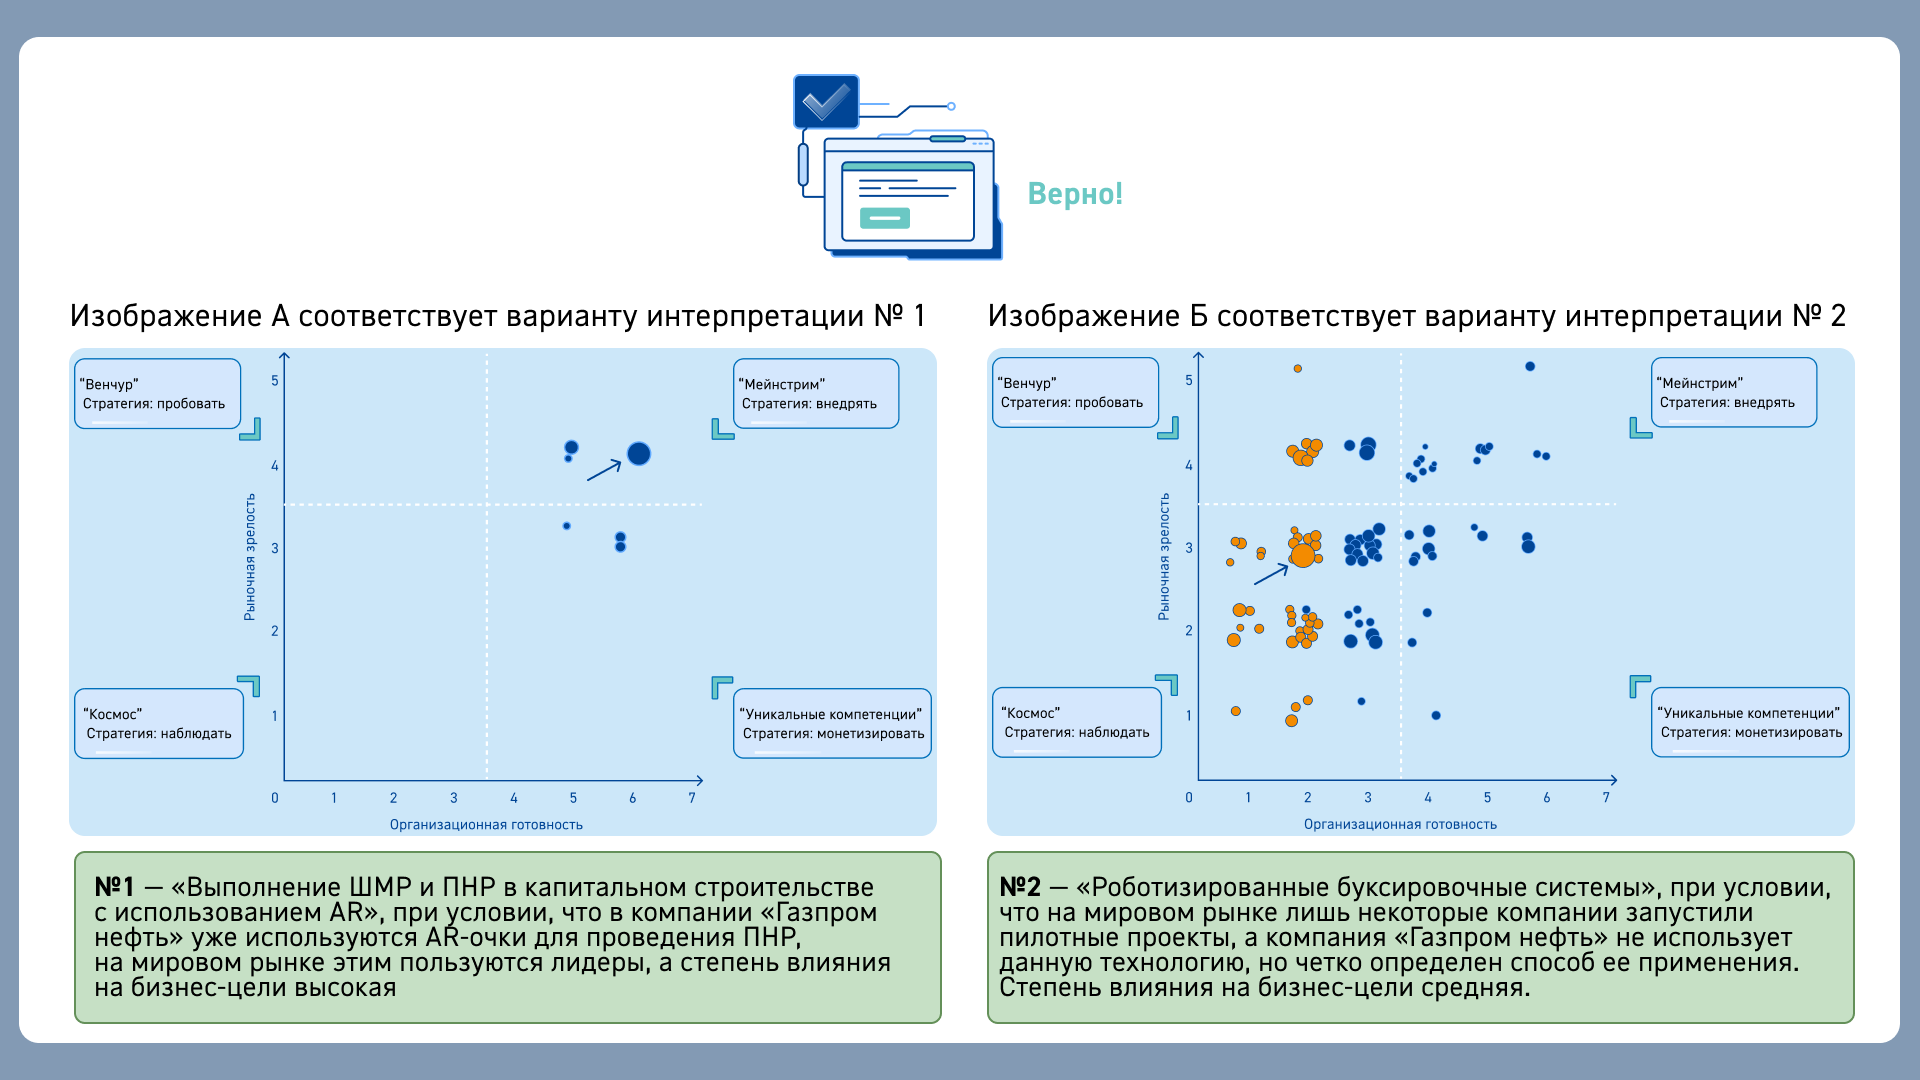 Верно!
Изображение А соответствует варианту интерпретации № 1
“Венчур”
Стратегия: пробовать
“Мейнстрим”
Стратегия: внедрять
5
4
3
2
1
Рыночная зрелость
“Космос”
Стратегия: наблюдать
“Уникальные компетенции”
Стратегия: монетизировать
0 1 2 3 4 5 6 7
Организационная готовность
№1 — «Выполнение ШМР и ПНР в капитальном строительстве
с использованием AR», при условии, что в компании «Газпром
нефть» уже используются AR-очки для проведения ПНР,
на мировом рынке этим пользуются лидеры, а степень влияния
на бизнес-цели высокая
Изображение Б соответствует варианту интерпретации № 2
“Венчур”
Стратегия: пробовать
“Мейнстрим”
Стратегия: внедрять
5
4
3
2
1
Рыночная зрелость
“Космос”
Стратегия: наблюдать
“Уникальные компетенции”
Стратегия: монетизировать
0 1 2 3 4 5 6 7
Организационная готовность
№2 — «Роботизированные буксировочные системы», при условии,
что на мировом рынке лишь некоторые компании запустили
пилотные проекты, а компания «Газпром нефть» не использует
данную технологию, но четко определен способ ее применения.
Степень влияния на бизнес-цели средняя.